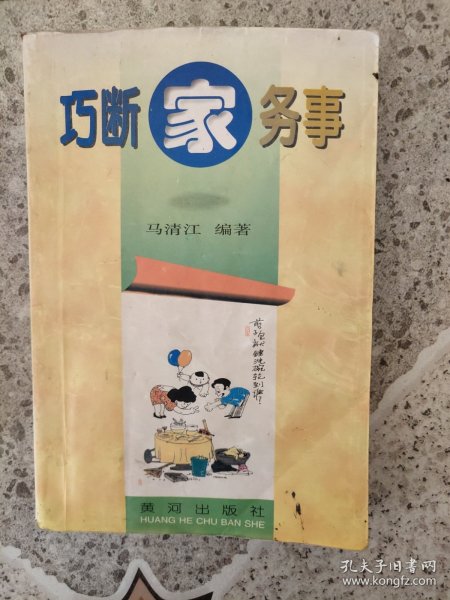 巧断家务事
马清江 编著
黄河出版社
HUANG HE CHU BAN SHE
孔夫子旧书网
www.kongfz.com